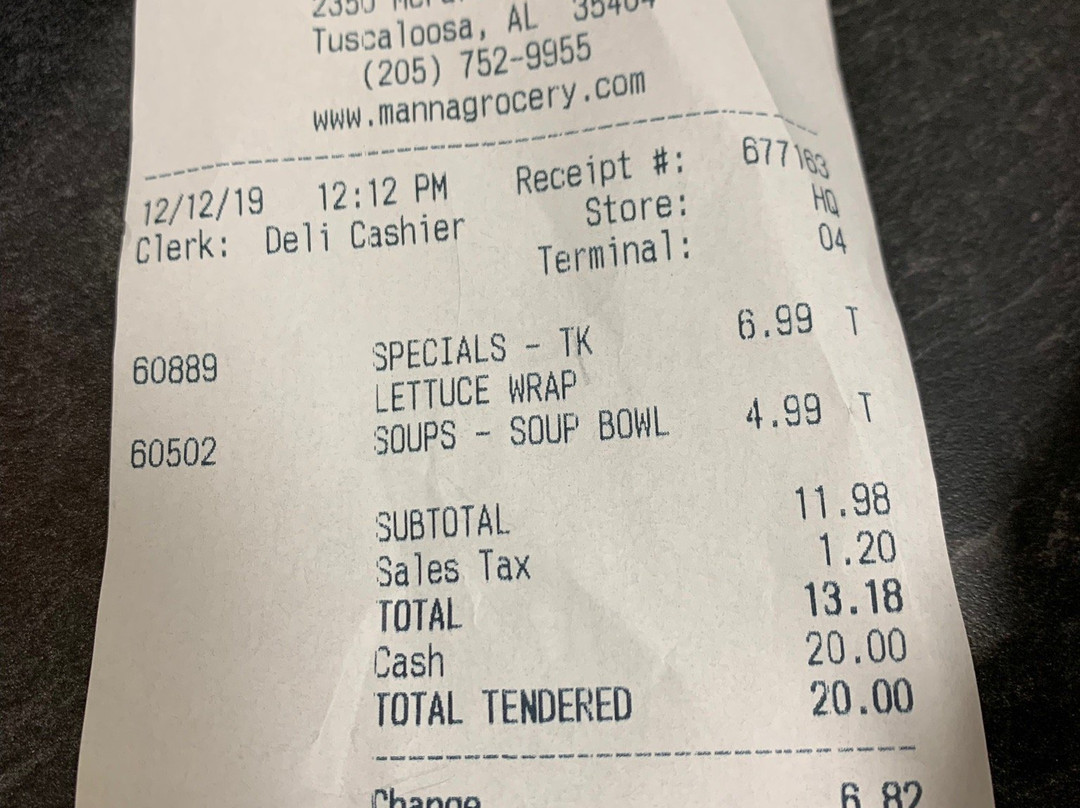 2350
Tuscaloosa, AL 35404
(205) 752-9955
www.mannagrocery.com
12/12/19 12:12 PM Receipt #: 677163
Clerk: Deli Cashier Store: HQ
Terminal: 04
60889 SPECIALS - TK 6.99 T
LETTUCE WRAP
60502 SOUPS - SOUP BOWL 4.99 T
SUBTOTAL 11.98
Sales Tax 1.20
TOTAL 13.18
Cash 20.00
TOTAL TENDERED 20.00
Change 6.82